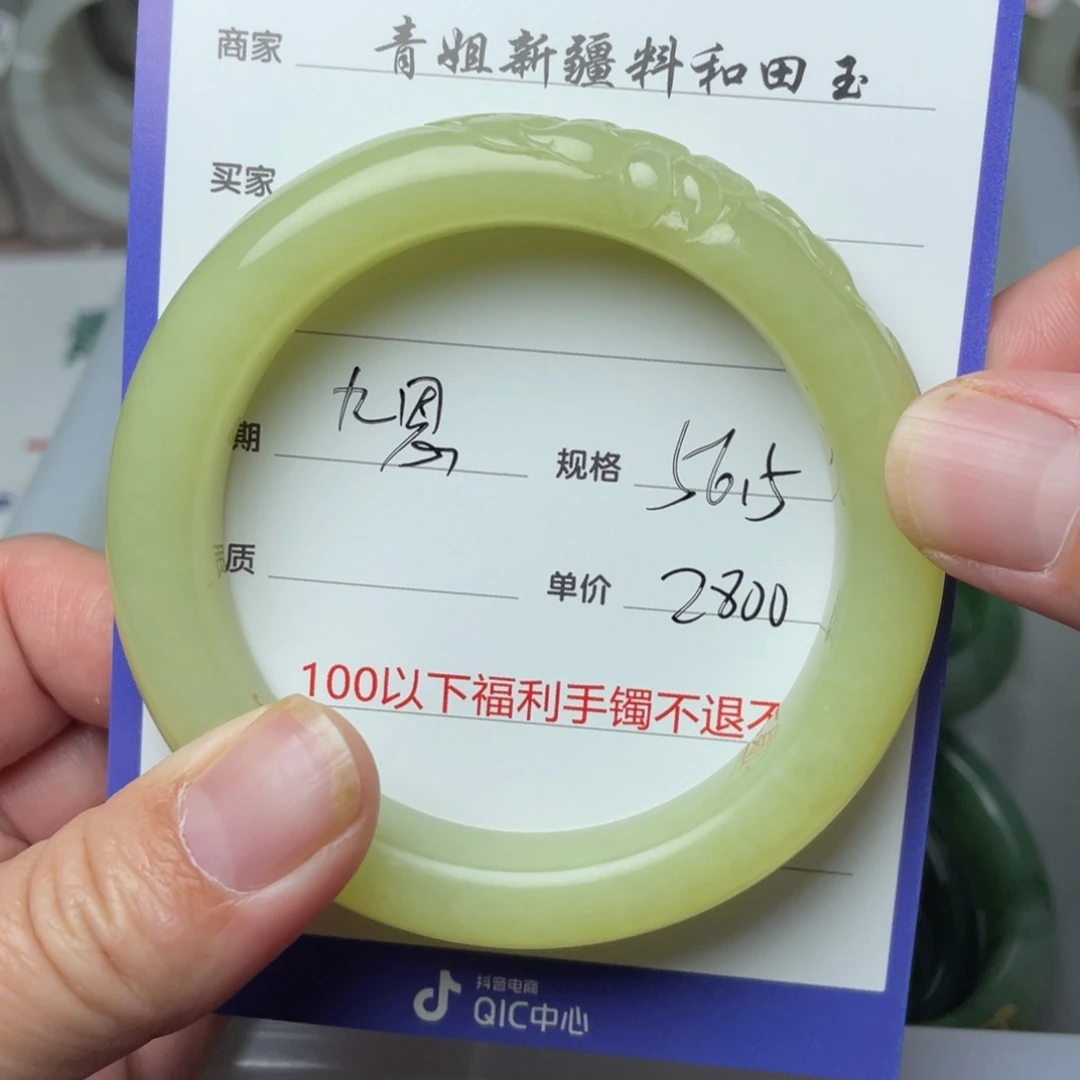 商家 青姐新疆料和田玉
买家
期 九恩
规格 56.5
质
单价 2800
100以下福利手镯不退不
抖音电商
QIC中心